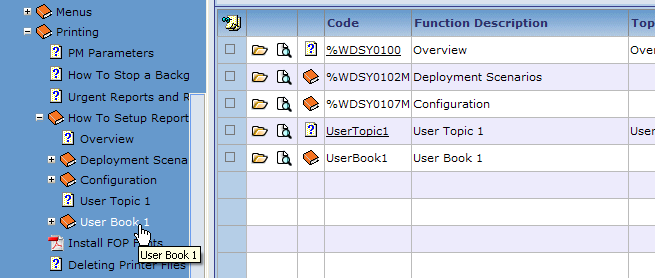 Menus
Printing
PM Parameters
How To Stop a Backg
Urgent Reports and R
How To Setup Report
Overview
Deployment Scena
Configuration
User Topic 1
User Book 1
Install FOP
User Book 1
Deleting Printer Files
Code Function Description Top
%WDSY0100 Overview Over
%WDSY0102M Deployment Scenarios
%WDSY0107M Configuration
UserTopic1 User Topic 1 User
UserBook1 User Book 1